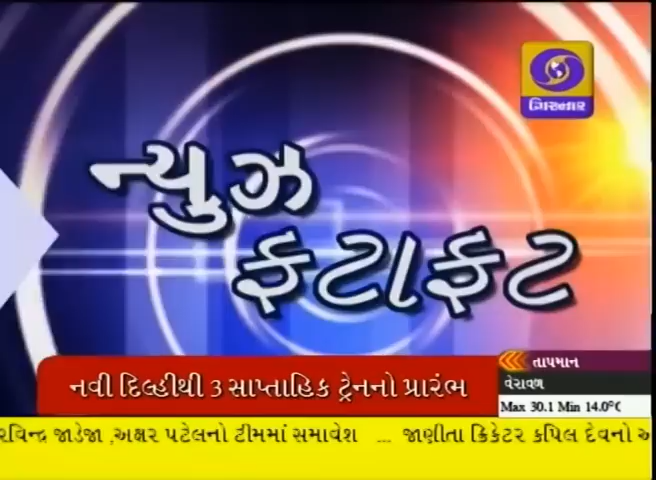 ગિરનાર
ન્યુઝ
ફટાફટ
નવી દિલ્હીથી 3 સાપ્તાહિક ટ્રેનનો પ્રારંભ
તાપમાન
વેરાવળ
Max 30.1 Min 14.0°C
રવિન્દ્ર જાડેજા ,અક્ષર પટેલનો ટીમમાં સમાવેશ ... જાણીતા ક્રિકેટર કપિલ દેવનો